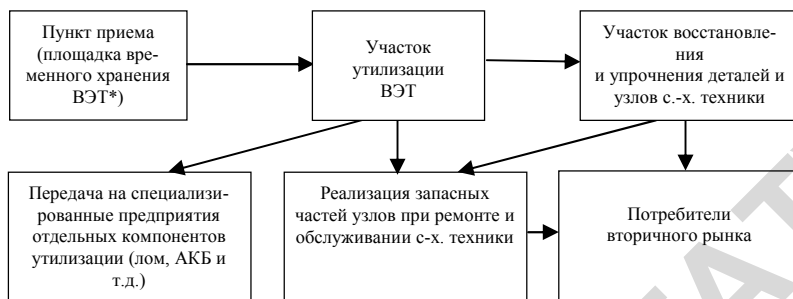 Пункт приема
(площадка вре-
менного хранения
ВЭТ*)
Участок
утилизации
ВЭТ
Участок восстановле-
ния
и упрочнения деталей и
узлов с.-х. техники
Передача на специализи-
рованные предприятия
отдельных компонентов
утилизации (лом, АКБ и
т.д.)
Реализация запасных
частей узлов при ремонте и
обслуживании с-х. техники
Потребители
вторичного рынка